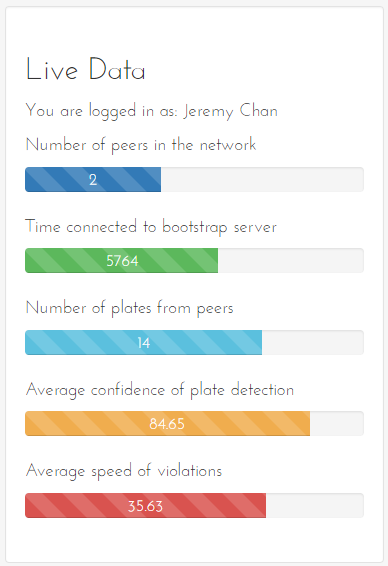 Live Data
You are logged in as: Jeremy Chan
Number of peers in the network
2
Time connected to bootstrap server
5764
Number of plates from peers
14
Average confidence of plate detection
84.65
Average speed of violations
35.63